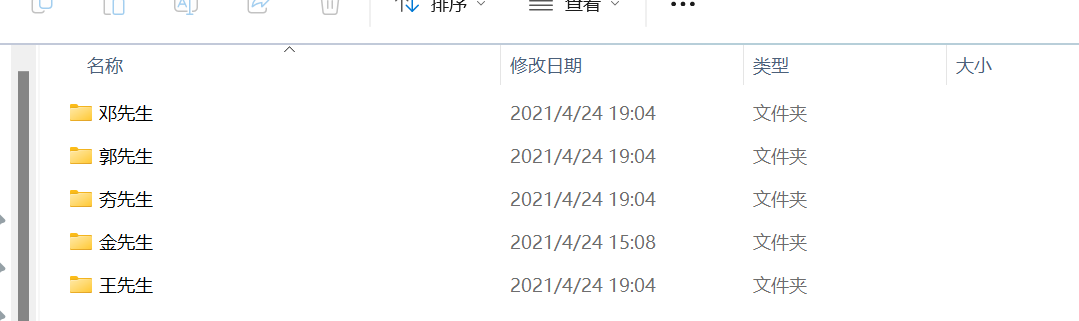 排序 查看
名称 修改日期 类型 大小
邓先生 2021/4/24 19:04 文件夹
郭先生 2021/4/24 19:04 文件夹
夯先生 2021/4/24 19:04 文件夹
金先生 2021/4/24 15:08 文件夹
王先生 2021/4/24 19:04 文件夹